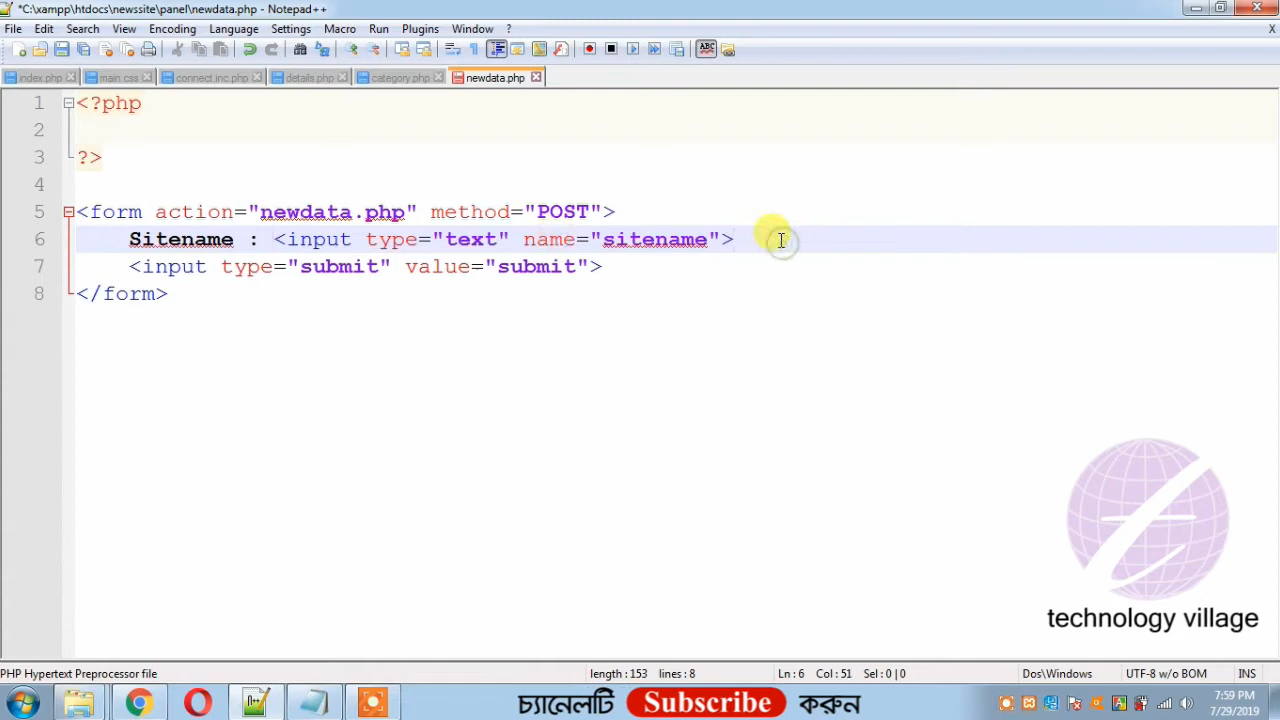 *C:\xampp\htdocs\newssite\panel\newdata.php - Notepad++
File Edit Search View Encoding Language Settings Macro Run Plugins Window ? X
index.php main.css connect.inc.php details.php category.php newdata.php
1 <?php
2
3 ?>
4
5 <form action="newdata.php" method="POST">
6 Sitename : <input type="text" name="sitename">
7 <input type="submit" value="submit">
8 </form>
technology village
PHP Hypertext Preprocessor file length : 153 lines : 8 Ln : 6 Col : 51 Sel : 0 | 0 Dos\Windows UTF-8 w/o BOM INS
চ্যানেলটি Subscribe করুন
7:59 PM
7/29/2019